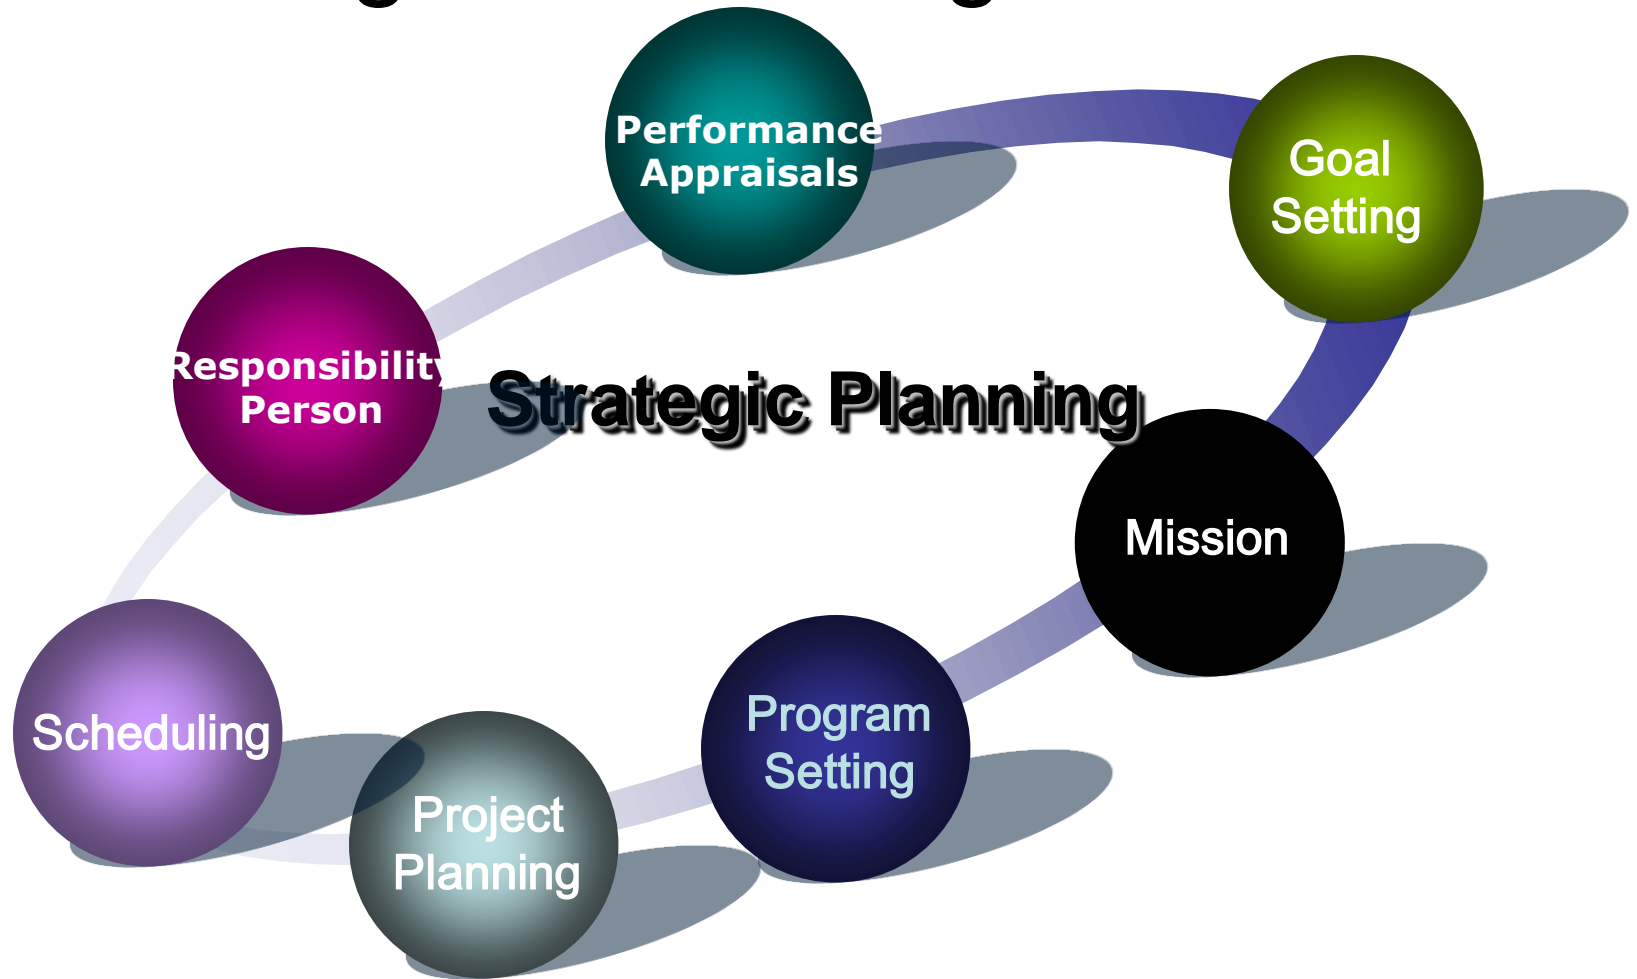 Performance
Appraisals
Goal
Setting
Responsibility
Person
Strategic Planning
Mission
Program
Setting
Scheduling
Project
Planning